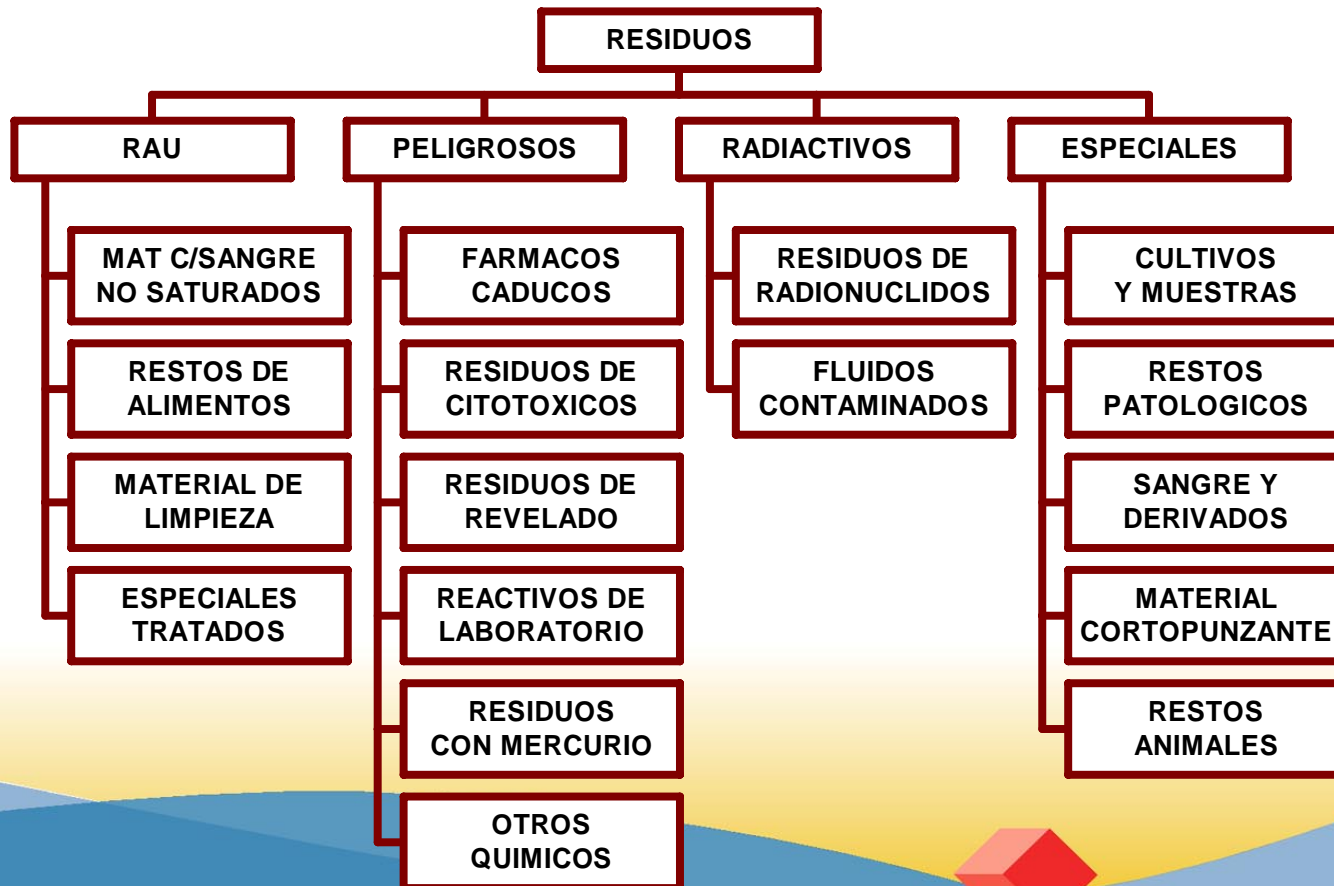 RESIDUOS
RAU
MAT C/SANGRE
NO SATURADOS
RESTOS DE
ALIMENTOS
MATERIAL DE
LIMPIEZA
ESPECIALES
TRATADOS
PELIGROSOS
FARMACOS
CADUCOS
RESIDUOS DE
CITOTOXICOS
RESIDUOS DE
REVELADO
REACTIVOS DE
LABORATORIO
RESIDUOS
CON MERCURIO
OTROS
QUIMICOS
RADIACTIVOS
RESIDUOS DE
RADIONUCLIDOS
FLUIDOS
CONTAMINADOS
ESPECIALES
CULTIVOS
Y MUESTRAS
RESTOS
PATOLOGICOS
SANGRE Y
DERIVADOS
MATERIAL
CORTOPUNZANTE
RESTOS
ANIMALES